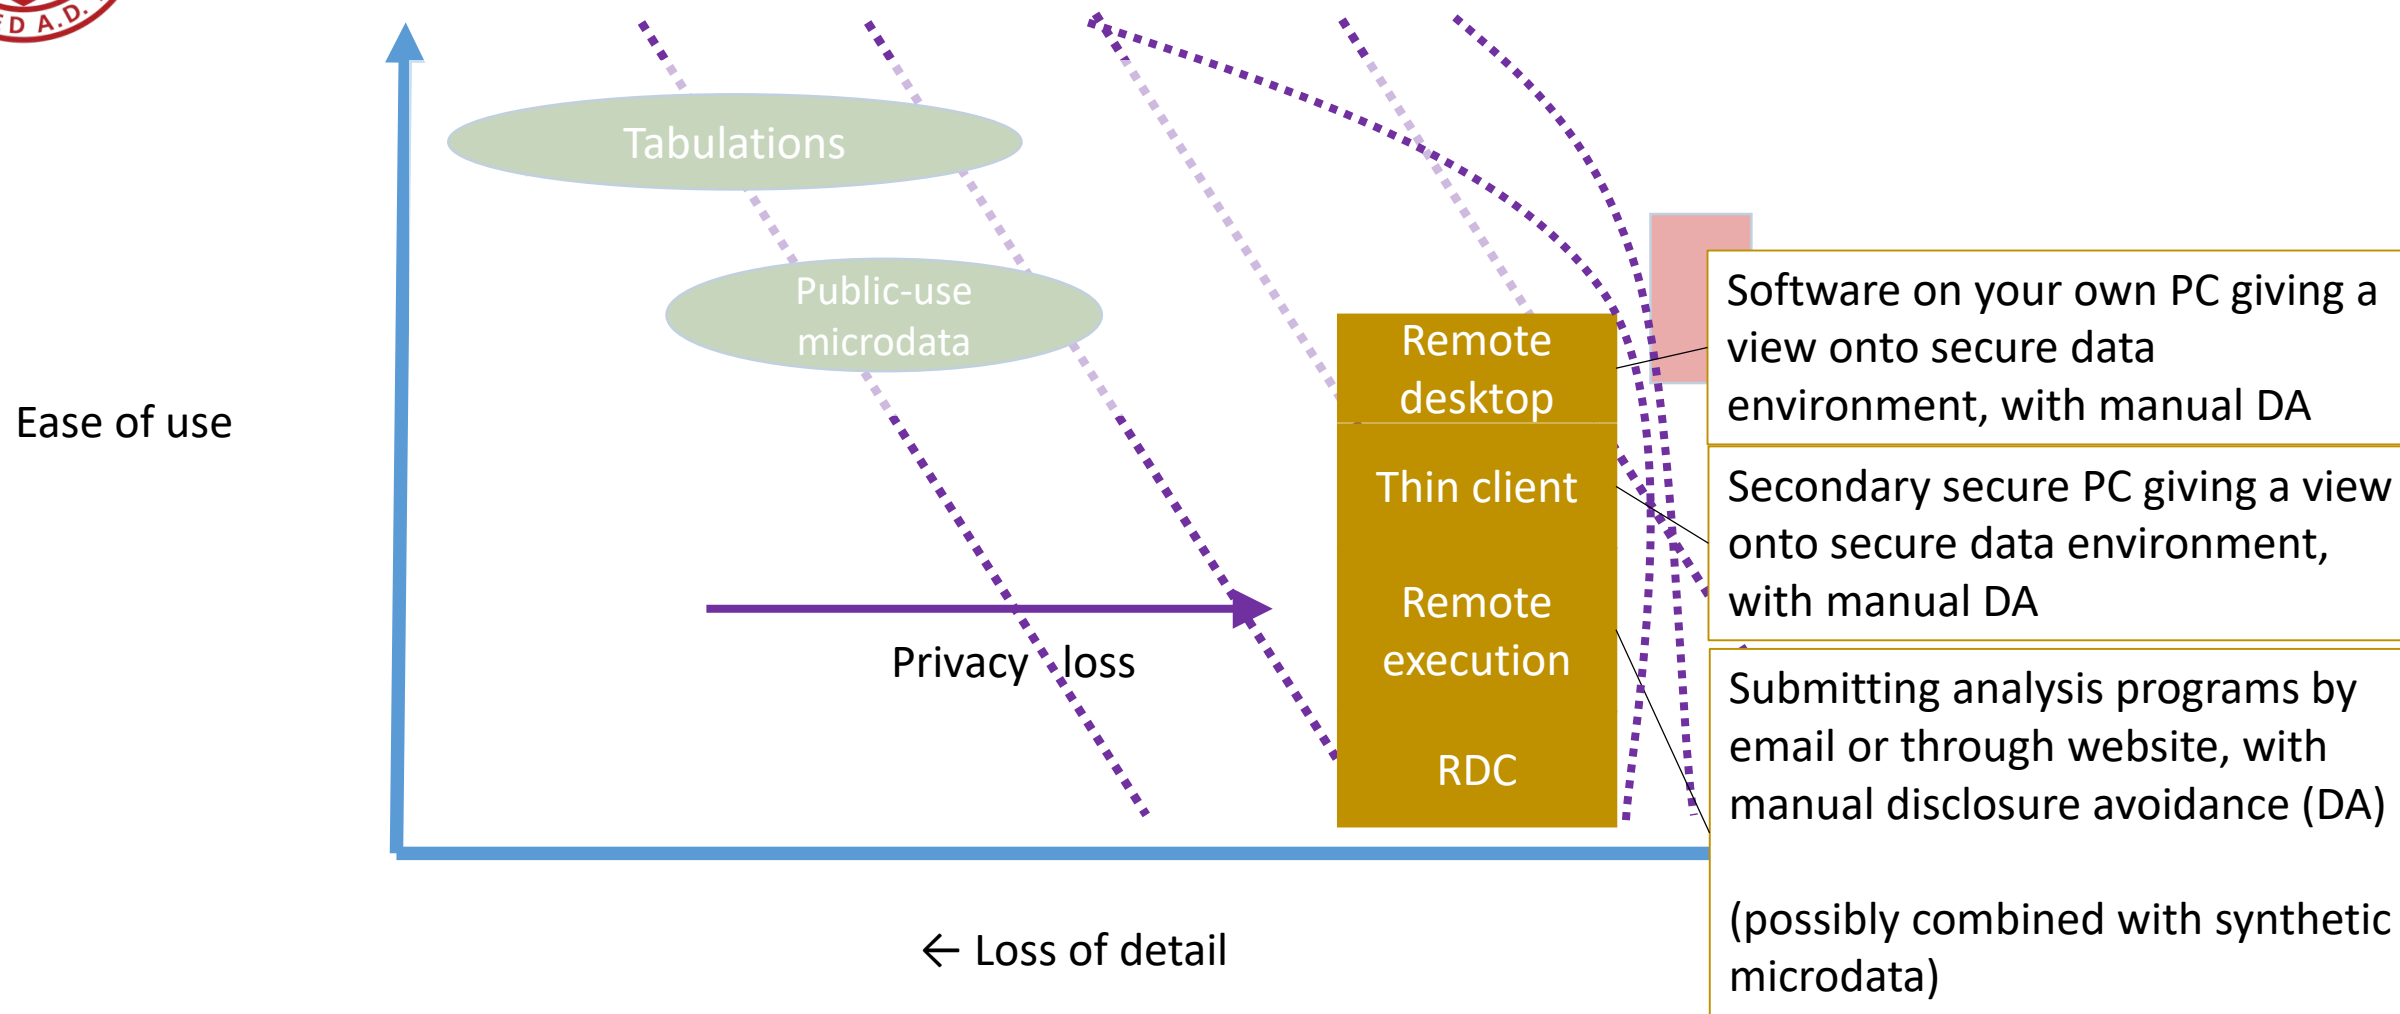 D A.D.
Tabulations
Public-use
microdata
Ease of use
Remote
desktop
Thin client
Remote
execution
RDC
Privacy loss
← Loss of detail
Software on your own PC giving a
view onto secure data
environment, with manual DA
Secondary secure PC giving a view
onto secure data environment,
with manual DA
Submitting analysis programs by
email or through website, with
manual disclosure avoidance (DA)
(possibly combined with synthetic
microdata)